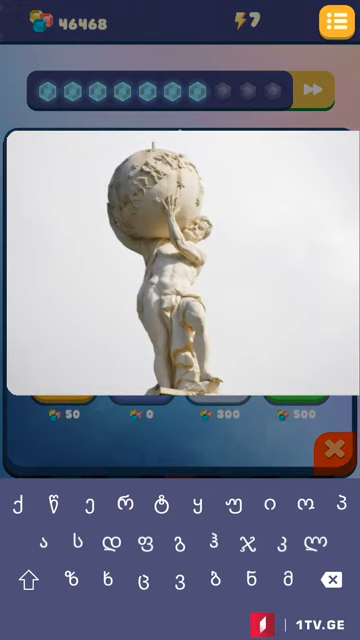 46468
7
50
0
300
500
ქ წ ე რ ტ ყ უ ი ო პ
ა ს დ ფ გ ჰ ჯ კ ლ
ზ ხ ც ვ ბ ნ მ
1TV.GE